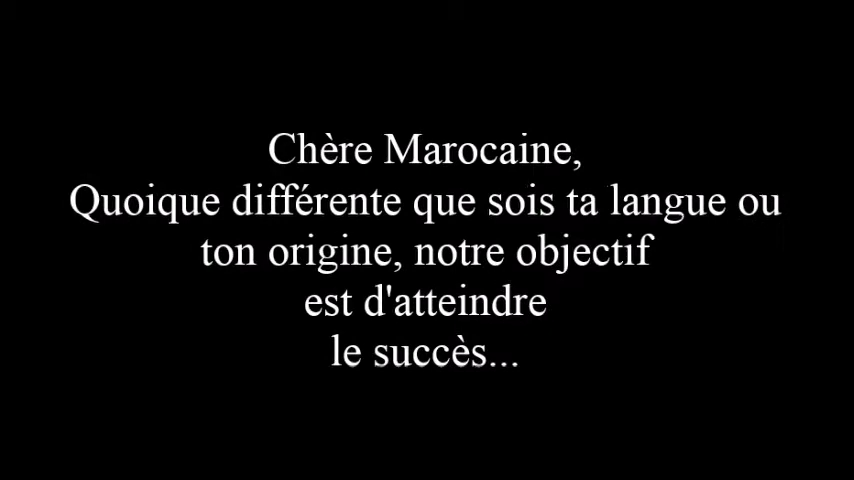 Chère Marocaine,
Quoique différente que sois ta langue ou
ton origine, notre objectif
est d'atteindre
le succès...